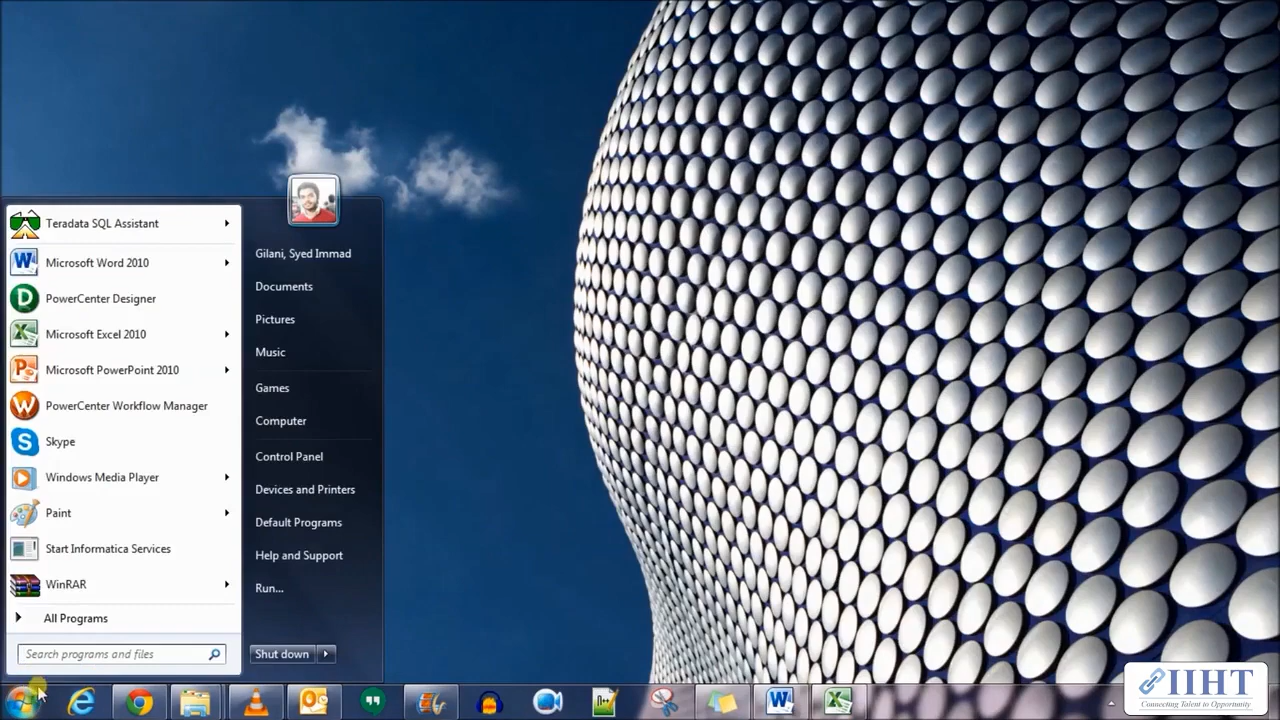 Teradata SQL Assistant
Microsoft Word 2010
PowerCenter Designer
Microsoft Excel 2010
Microsoft PowerPoint 2010
PowerCenter Workflow Manager
Skype
Windows Media Player
Paint
Start Informatica Services
WinRAR
All Programs
Search programs and files
Gilani, Syed Immad
Documents
Pictures
Music
Games
Computer
Control Panel
Devices and Printers
Default Programs
Help and Support
Run...
Shut down
IIHT
Connecting Talent to Opportunity